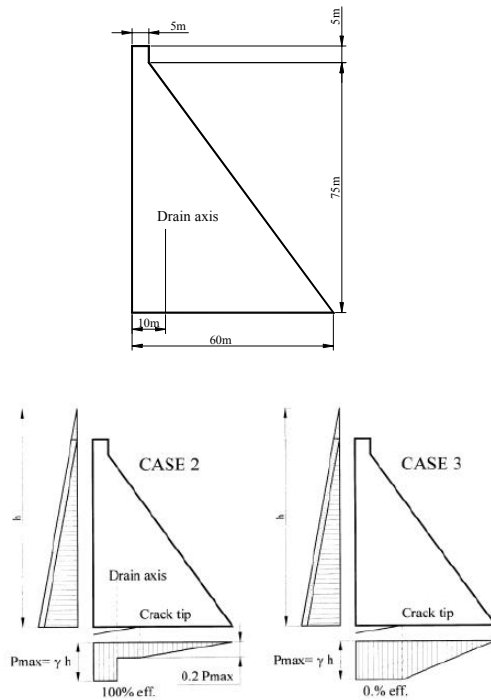 5m
5m
75m
Drain axis
10m
60m
CASE 2
h
Drain axis
Crack tip
Pmax= γ h
0.2 Pmax
100% eff.
CASE 3
h
Crack tip
Pmax= γ h
0.% eff.